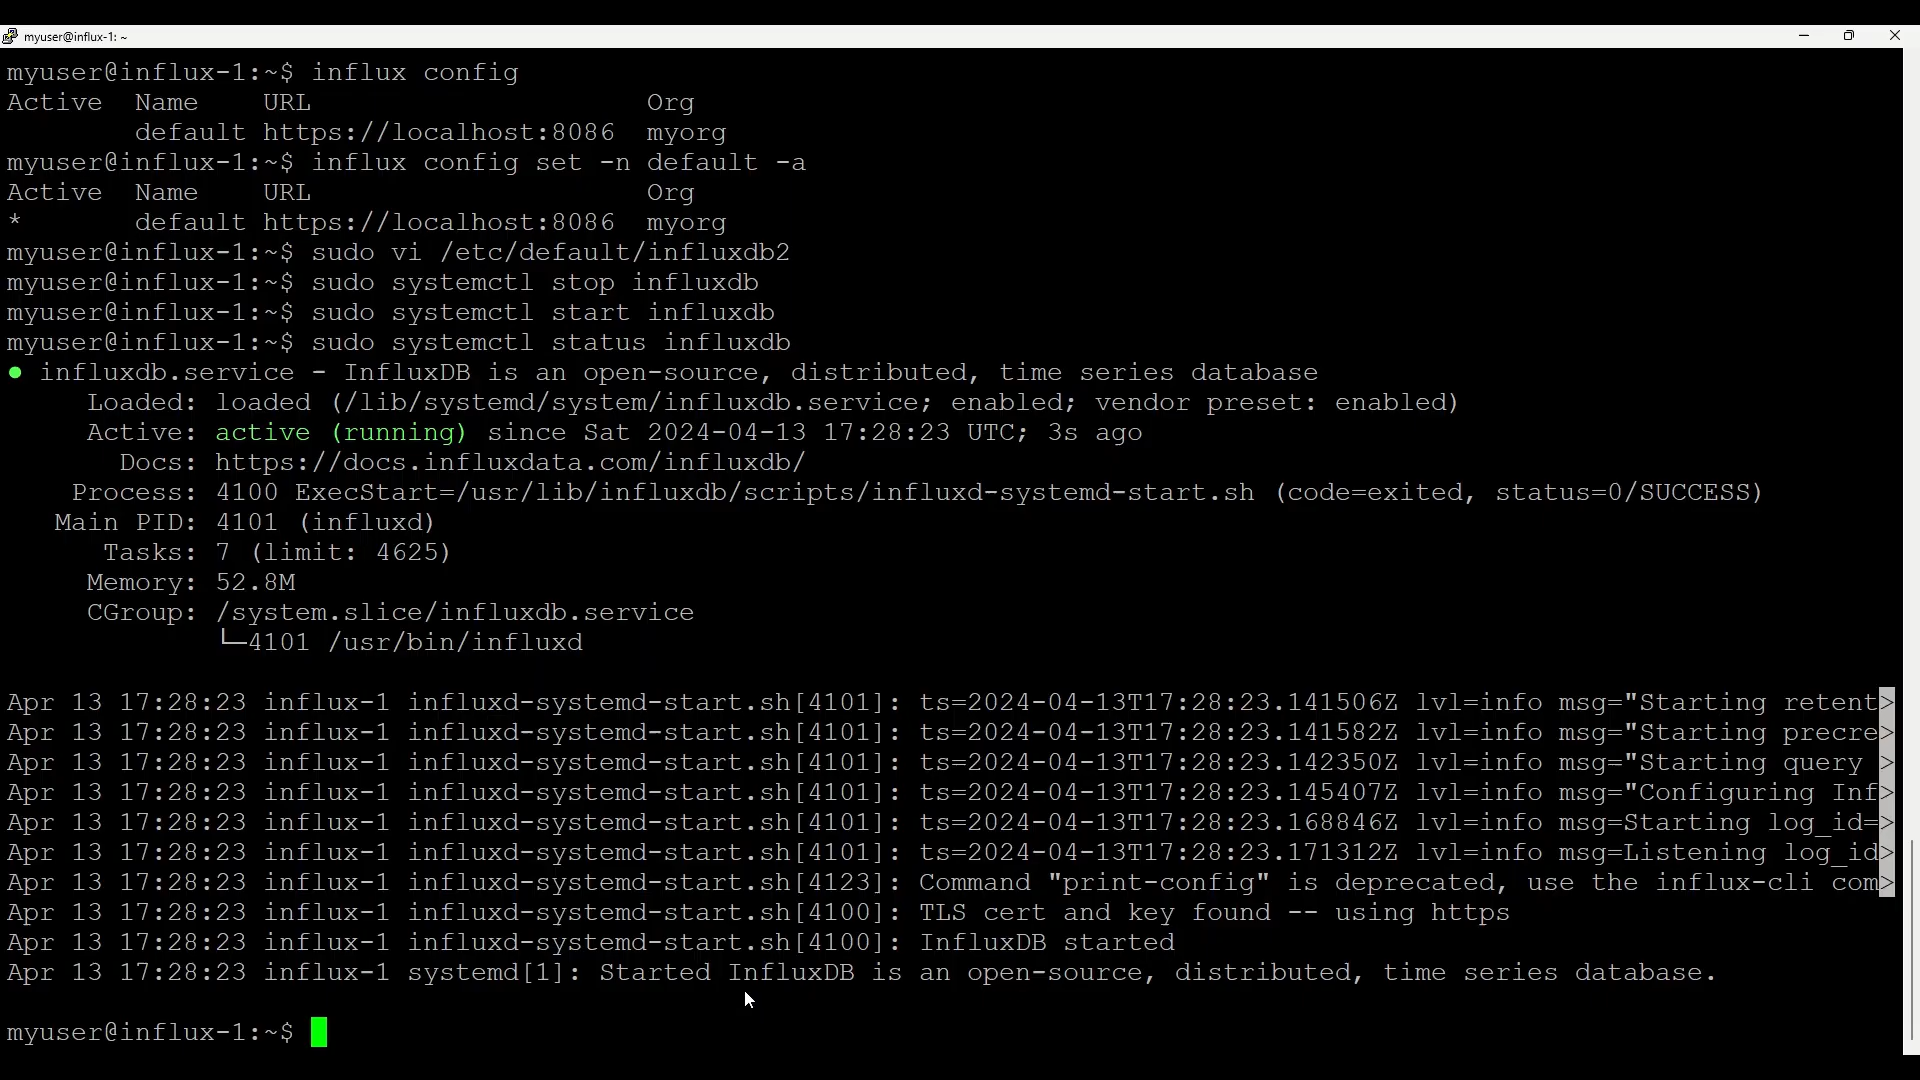 myuser@influx-1: ~
myuser@influx-1:~$ influx config
Active  Name    URL                     Org
        default https://localhost:8086  myorg
myuser@influx-1:~$ influx config set -n default -a
Active  Name    URL                     Org
*       default https://localhost:8086  myorg
myuser@influx-1:~$ sudo vi /etc/default/influxdb2
myuser@influx-1:~$ sudo systemctl stop influxdb
myuser@influx-1:~$ sudo systemctl start influxdb
myuser@influx-1:~$ sudo systemctl status influxdb
● influxdb.service - InfluxDB is an open-source, distributed, time series database
     Loaded: loaded (/lib/systemd/system/influxdb.service; enabled; vendor preset: enabled)
     Active: active (running) since Sat 2024-04-13 17:28:23 UTC; 3s ago
       Docs: https://docs.influxdata.com/influxdb/
    Process: 4100 ExecStart=/usr/lib/influxdb/scripts/influxd-systemd-start.sh (code=exited, status=0/SUCCESS)
   Main PID: 4101 (influxd)
      Tasks: 7 (limit: 4625)
     Memory: 52.8M
     CGroup: /system.slice/influxdb.service
             └─4101 /usr/bin/influxd
Apr 13 17:28:23 influx-1 influxd-systemd-start.sh[4101]: ts=2024-04-13T17:28:23.141506Z lvl=info msg="Starting retent>
Apr 13 17:28:23 influx-1 influxd-systemd-start.sh[4101]: ts=2024-04-13T17:28:23.141582Z lvl=info msg="Starting precre>
Apr 13 17:28:23 influx-1 influxd-systemd-start.sh[4101]: ts=2024-04-13T17:28:23.142350Z lvl=info msg="Starting query >
Apr 13 17:28:23 influx-1 influxd-systemd-start.sh[4101]: ts=2024-04-13T17:28:23.145407Z lvl=info msg="Configuring Inf>
Apr 13 17:28:23 influx-1 influxd-systemd-start.sh[4101]: ts=2024-04-13T17:28:23.168846Z lvl=info msg=Starting log_id=>
Apr 13 17:28:23 influx-1 influxd-systemd-start.sh[4101]: ts=2024-04-13T17:28:23.171312Z lvl=info msg=Listening log_id>
Apr 13 17:28:23 influx-1 influxd-systemd-start.sh[4123]: Command "print-config" is deprecated, use the influx-cli com>
Apr 13 17:28:23 influx-1 influxd-systemd-start.sh[4100]: TLS cert and key found -- using https
Apr 13 17:28:23 influx-1 influxd-systemd-start.sh[4100]: InfluxDB started
Apr 13 17:28:23 influx-1 systemd[1]: Started InfluxDB is an open-source, distributed, time series database.
myuser@influx-1:~$